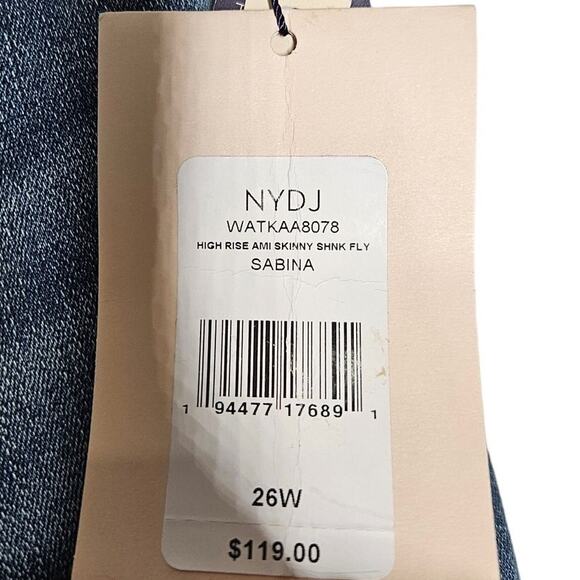 NYDJ
WATKAA8078
HIGH RISE AMI SKINNY SHNK FLY
SABINA
1 94477 17689 1
26W
$119.00